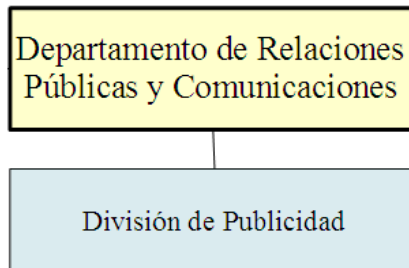 Departamento de Relaciones
Públicas y Comunicaciones
División de Publicidad